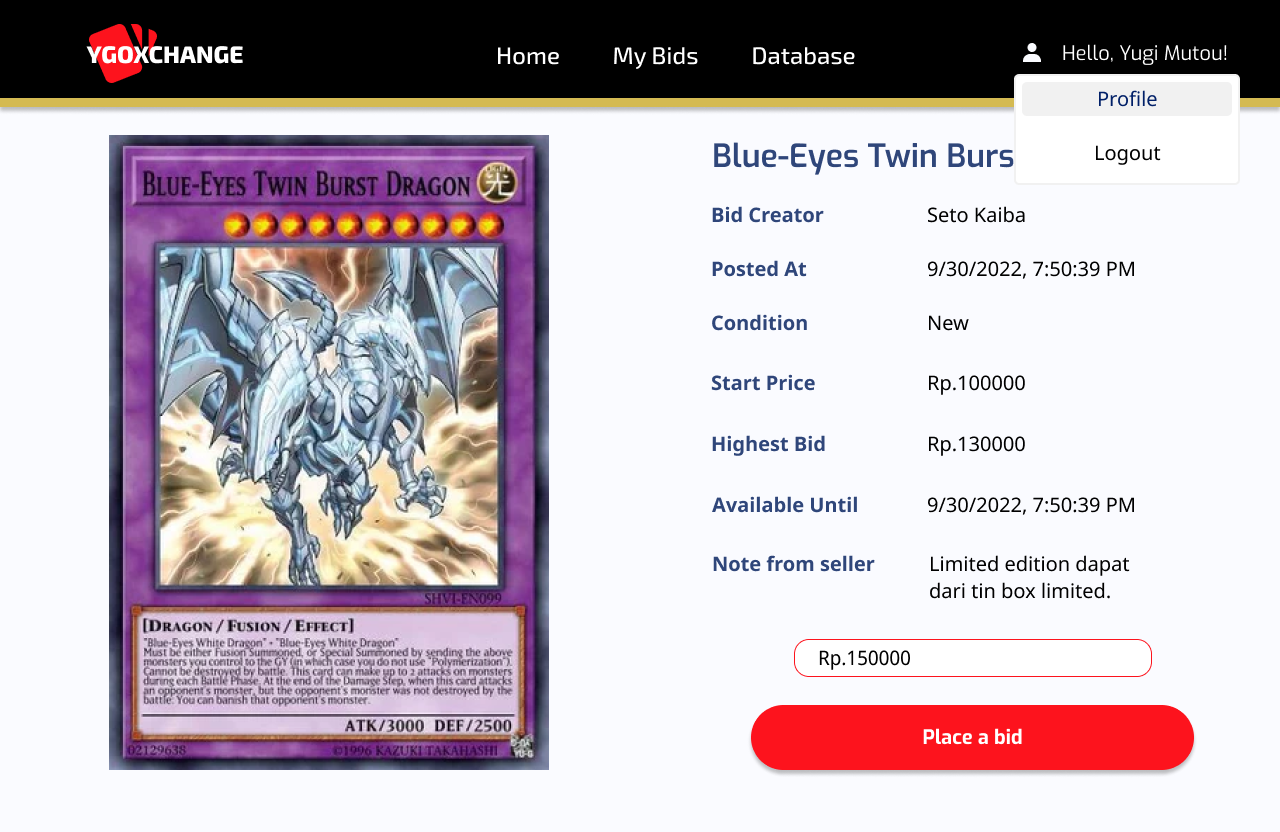 YGOXCHANGE
Home
My Bids
Database
Hello, Yugi Mutou!
Profile
Logout
BLUE-EYES TWIN BURST DRAGON
LIGHT
光
SHVI-EN099
[DRAGON / FUSION / EFFECT]
"Blue-Eyes White Dragon" + "Blue-Eyes White Dragon"
Must be either Fusion Summoned, or Special Summoned by sending the above
monsters you control to the GY (in which case you do not use "Polymerization").
Cannot be destroyed by battle. This card can make up to 2 attacks on monsters
during each Battle Phase. At the end of the Damage Step, when this card attacks
an opponent's monster, but the opponent's monster was not destroyed by the
battle: You can banish that opponent's monster.
ATK/3000 DEF/2500
02129638
©1996 KAZUKI TAKAHASHI
Blue-Eyes Twin Burs
Bid Creator
Seto Kaiba
Posted At
9/30/2022, 7:50:39 PM
Condition
New
Start Price
Rp.100000
Highest Bid
Rp.130000
Available Until
9/30/2022, 7:50:39 PM
Note from seller
Limited edition dapat
dari tin box limited.
Rp.150000
Place a bid